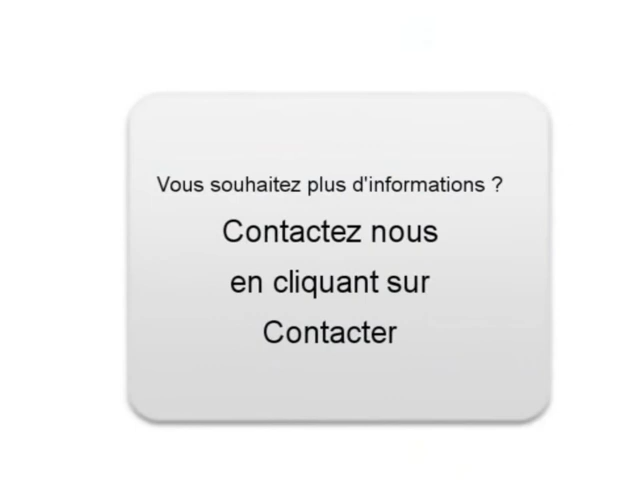 Vous souhaitez plus d'informations ?
Contactez nous
en cliquant sur
Contacter